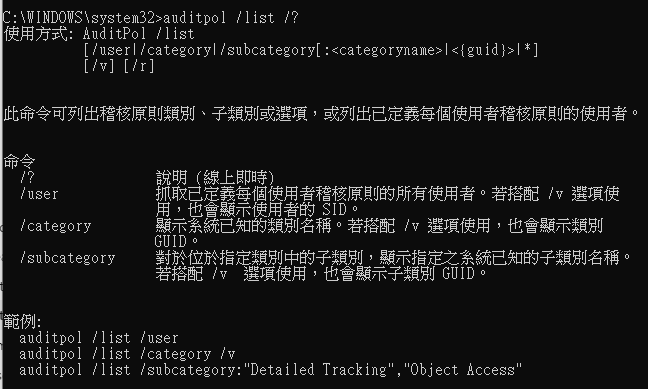 C:\WINDOWS\system32>auditpol /list /?
使用方式: AuditPol /list
[/user|/category|/subcategory[:<categoryname>|<{guid}>|*]
[/v] [/r]
此命令可列出稽核原則類別、子類別或選項，或列出已定義每個使用者稽核原則的使用者。
命令
/? 說明 (線上即時)
/user 抓取已定義每個使用者稽核原則的所有使用者。若搭配 /v 選項使
用，也會顯示使用者的 SID。
/category 顯示系統已知的類別名稱。若搭配 /v 選項使用，也會顯示類別
GUID。
/subcategory 對於位於指定類別中的子類別，顯示指定之系統已知的子類別名稱。
若搭配 /v  選項使用，也會顯示子類別 GUID。
範例:
auditpol /list /user
auditpol /list /category /v
auditpol /list /subcategory:"Detailed Tracking","Object Access"